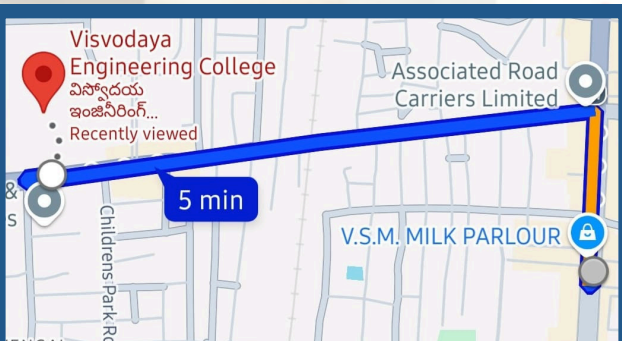 Visvodaya
Engineering College
విస్వోదయ
ఇంజినీరింగ్...
Recently viewed
Associated Road
Carriers Limited
&
s
5 min
Childrens Park Ro
V.S.M. MILK PARLOUR